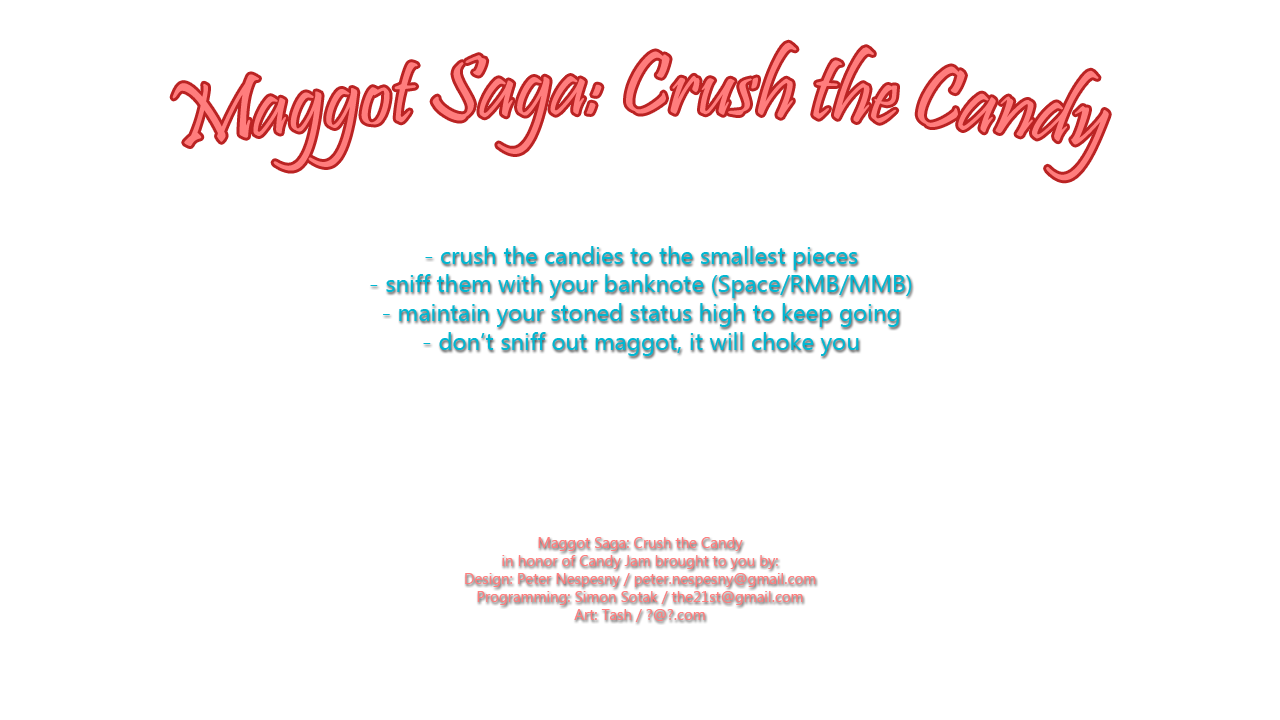 Maggot Saga: Crush the Candy
- crush the candies to the smallest pieces
- sniff them with your banknote (Space/RMB/MMB)
- maintain your stoned status high to keep going
- don't sniff out maggot, it will choke you
Maggot Saga: Crush the Candy
in honor of Candy Jam brought to you by:
Design: Peter Nespesny / peter.nespesny@gmail.com
Programming: Simon Sotak / the21st@gmail.com
Art: Tash / ?@?.com